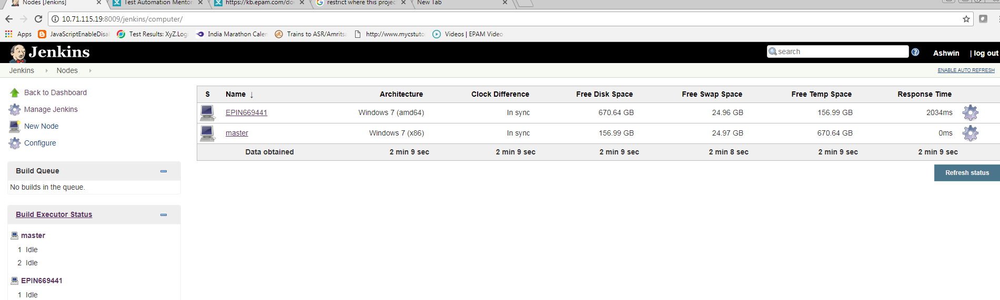 Nodes [Jenkins] Test Automation Mentor https://kb.epam.com/do restrict where this projec New Tab
10.71.115.19:8009/jenkins/computer/
Apps JavaScriptEnableDisal Test Results: XyZ.Log India Marathon Calen Trains to ASR/Amrits http://www.mycstuto Videos | EPAM Video
Jenkins search Ashwin | log out
Jenkins Nodes ENABLE AUTO REFRESH
Back to Dashboard
Manage Jenkins
New Node
Configure
Build Queue
No builds in the queue.
Build Executor Status
master
1 Idle
2 Idle
EPIN669441
1 Idle
S Name ↓ Architecture Clock Difference Free Disk Space Free Swap Space Free Temp Space Response Time
EPIN669441 Windows 7 (amd64) In sync 670.64 GB 24.96 GB 156.99 GB 2034ms
master Windows 7 (x86) In sync 156.99 GB 24.97 GB 670.64 GB 0ms
Data obtained 2 min 9 sec 2 min 9 sec 2 min 9 sec 2 min 8 sec 2 min 9 sec 2 min 9 sec
Refresh status